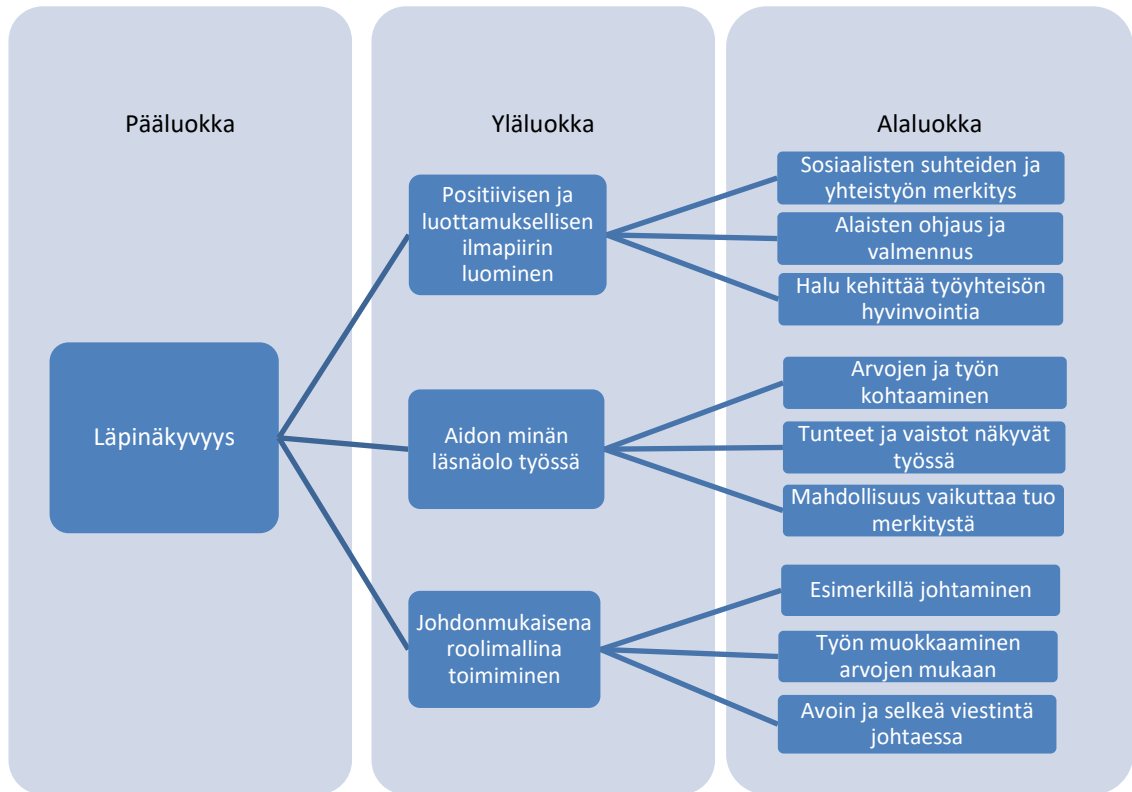 Pääluokka
Yläluokka
Alaluokka
Läpinäkyvyys
Positiivisen ja
luottamuksellisen
ilmapiirin
luominen
Sosiaalisten suhteiden ja
yhteistyön merkitys
Alaisten ohjaus ja
valmennus
Halu kehittää työyhteisön
hyvinvointia
Aidon minän
läsnäolo työssä
Arvojen ja työn
kohtaaminen
Tunteet ja vaistot näkyvät
työssä
Mahdollisuus vaikuttaa tuo
merkitystä
Johdonmukaisena
roolimallina
toimiminen
Esimerkillä johtaminen
Työn muokkaaminen
arvojen mukaan
Avoin ja selkeä viestintä
johtaessa